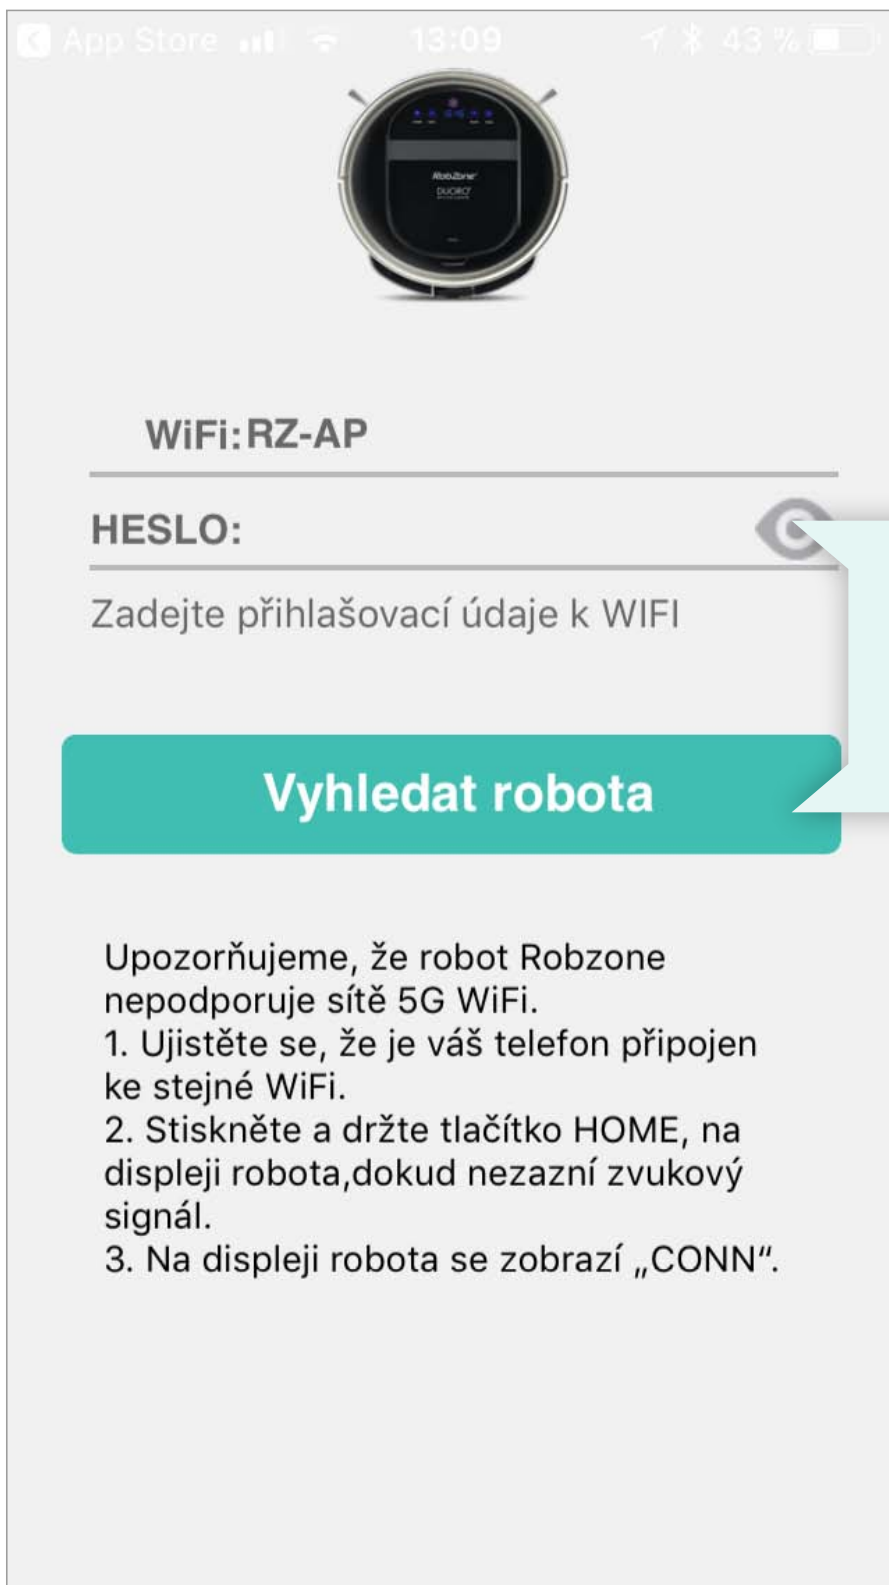 App Store 13:09 43 %
RobZone
DUORO
WiFi: RZ-AP
HESLO:
Zadejte přihlašovací údaje k WIFI
Vyhledat robota
Upozorňujeme, že robot Robzone
nepodporuje sítě 5G WiFi.
1. Ujistěte se, že je váš telefon připojen
ke stejné WiFi.
2. Stiskněte a držte tlačítko HOME, na
displeji robota,dokud nezazní zvukový
signál.
3. Na displeji robota se zobrazí „CONN“.